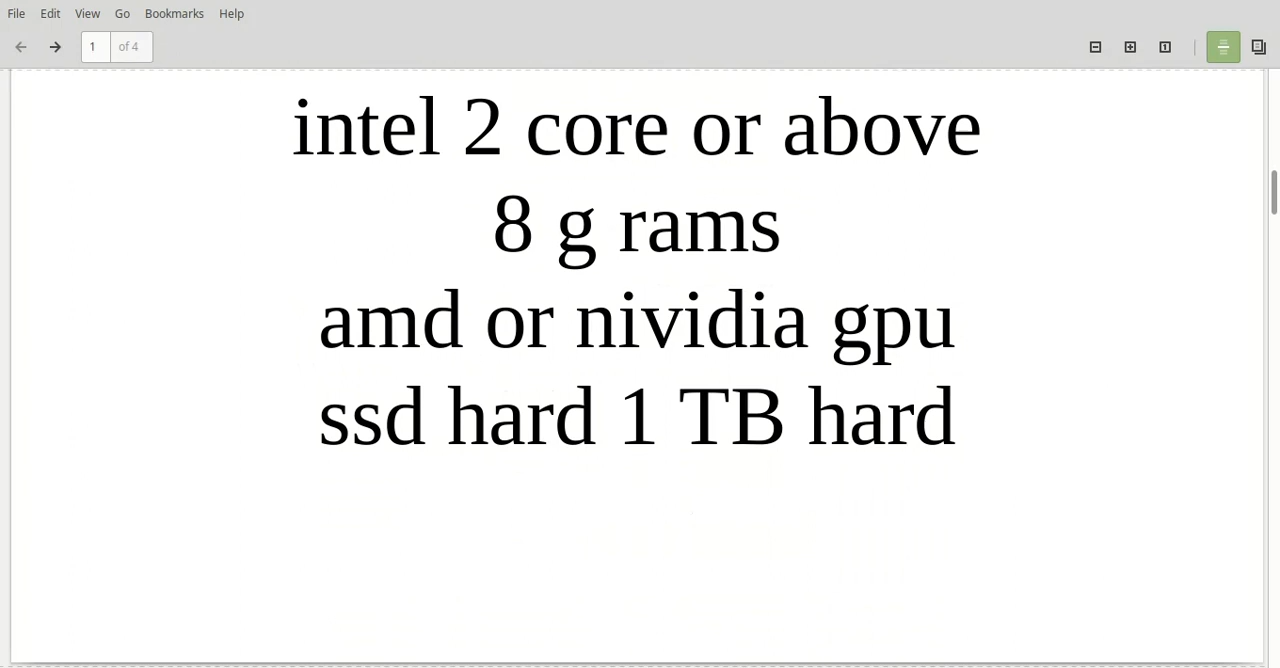 File Edit View Go Bookmarks Help
1 of 4
intel 2 core or above
8 g rams
amd or nividia gpu
ssd hard 1 TB hard